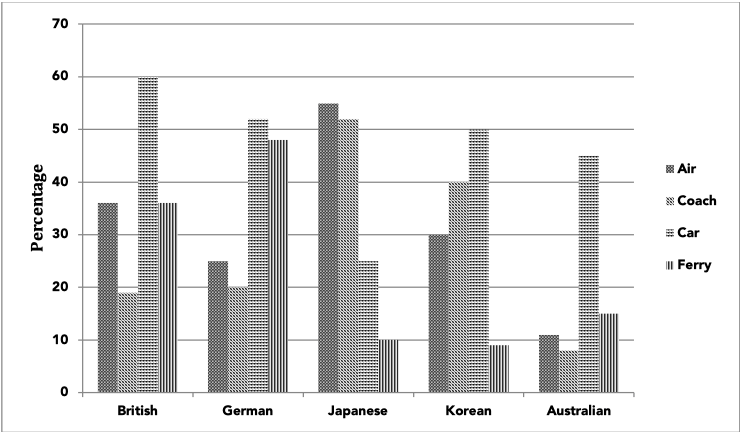 70
60
50
40
30
20
10
0
Percentage
British German Japanese Korean Australian
Air
Coach
Car
Ferry